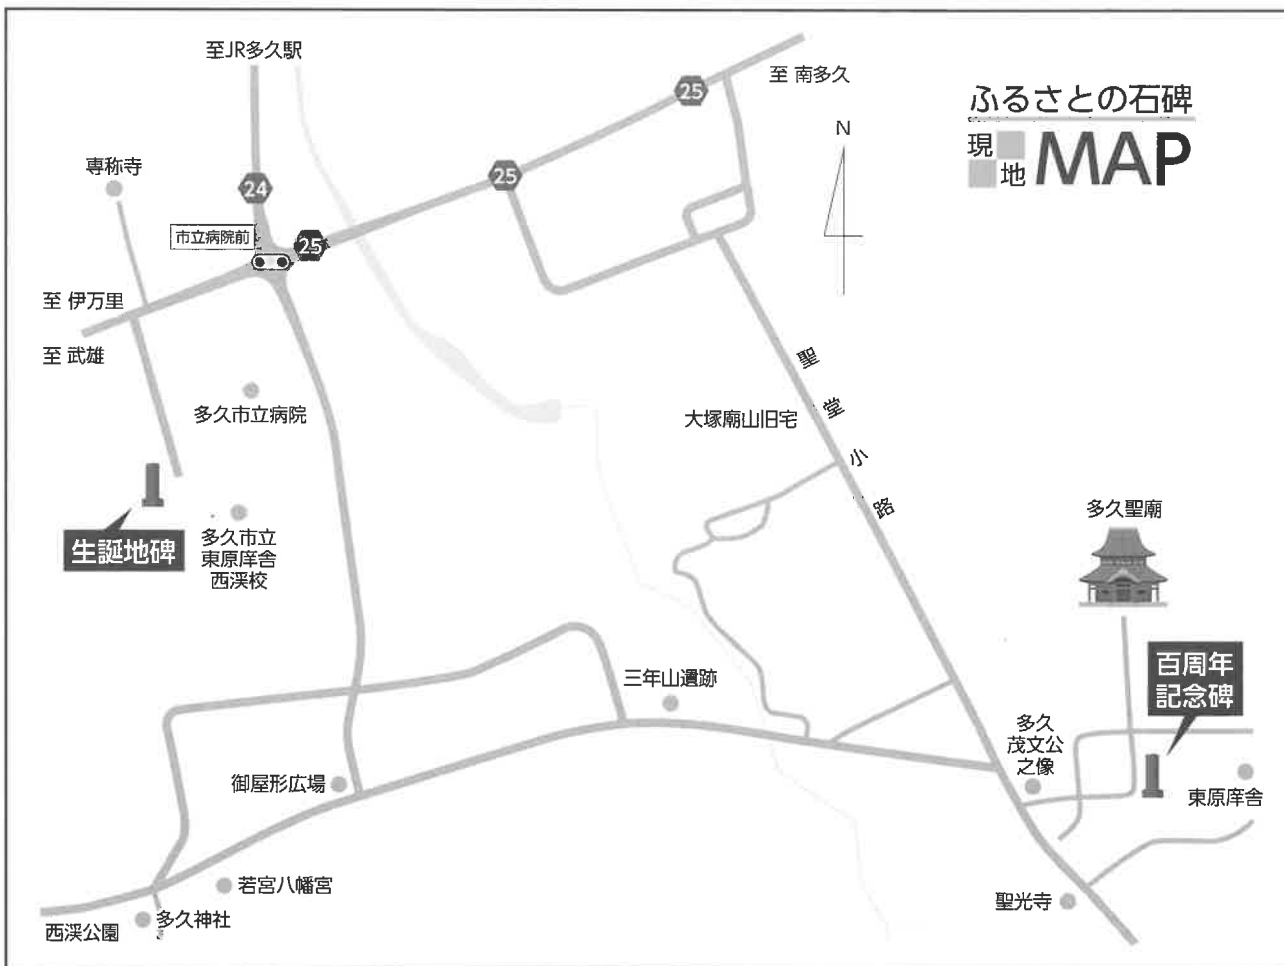 至JR多久駅
至 南多久
ふるさとの石碑
現地 MAP
N
25
25
専称寺
24
市立病院前
25
至 伊万里
至 武雄
多久市立病院
聖堂小路
大塚廟山旧宅
生誕地碑
多久市立
東原庠舎
西渓校
多久聖廟
百周年
記念碑
三年山遺跡
多久
茂文公
之像
御屋形広場
東原庠舎
若宮八幡宮
聖光寺
多久神社
西渓公園